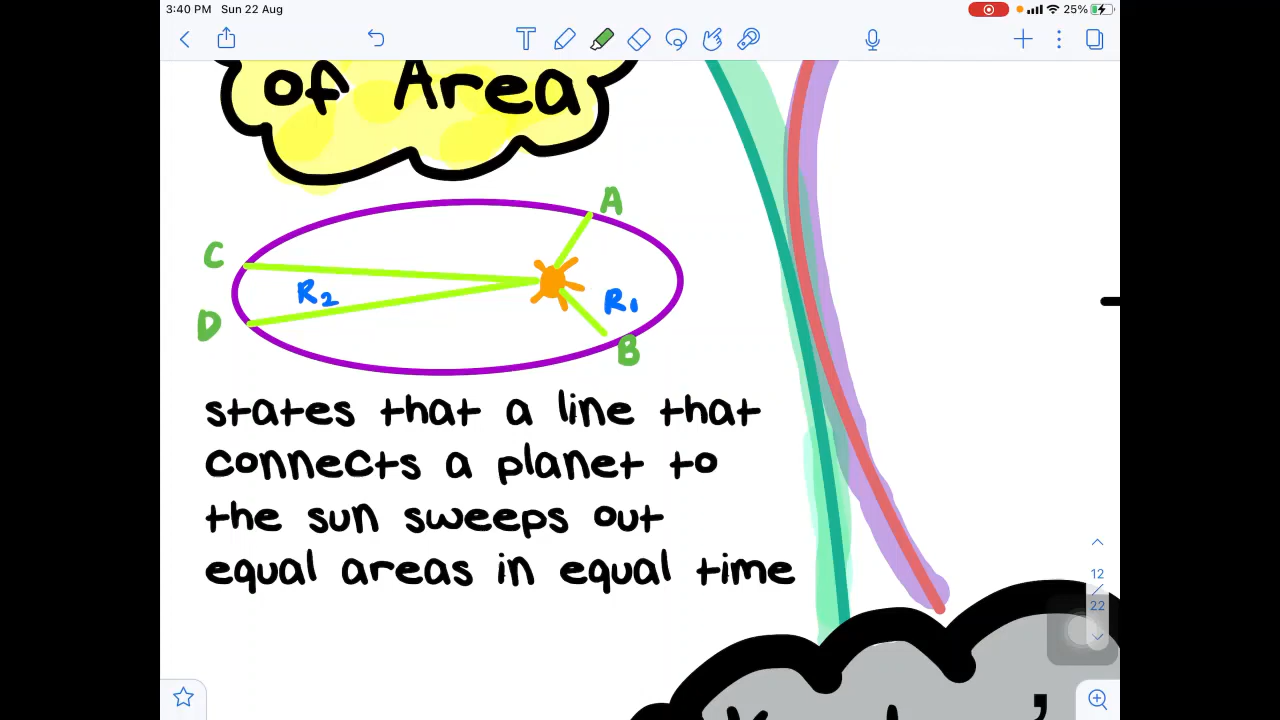 3:40 PM Sun 22 Aug
25%
of Area
A
C
R2
R1
D
B
states that a line that
connects a planet to
the sun sweeps out
equal areas in equal time
12
22